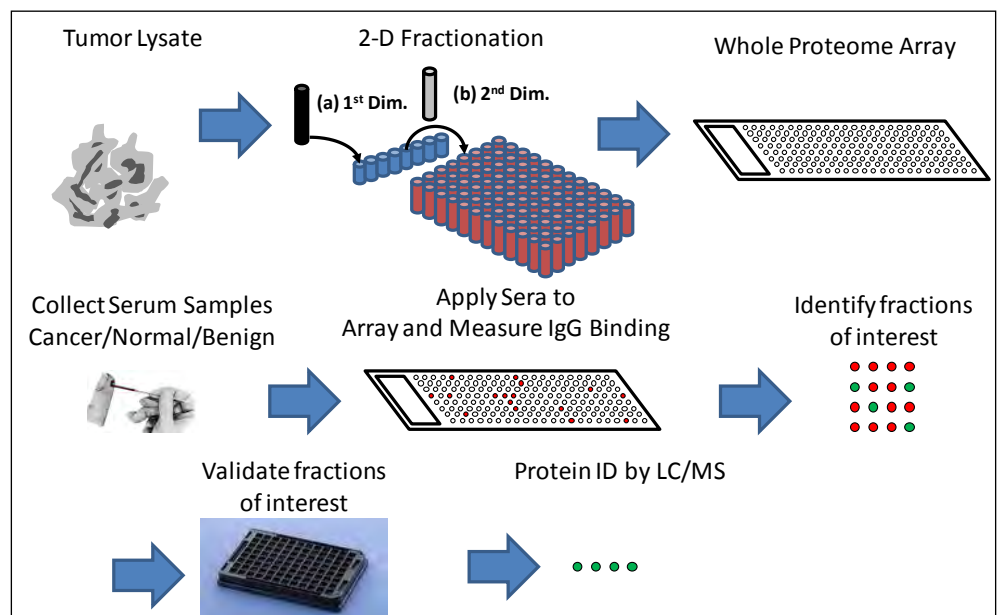 Tumor Lysate
2-D Fractionation
Whole Proteome Array
(a) 1st Dim.
(b) 2nd Dim.
Collect Serum Samples
Cancer/Normal/Benign
Apply Sera to
Array and Measure IgG Binding
Identify fractions
of interest
Validate fractions
of interest
Protein ID by LC/MS